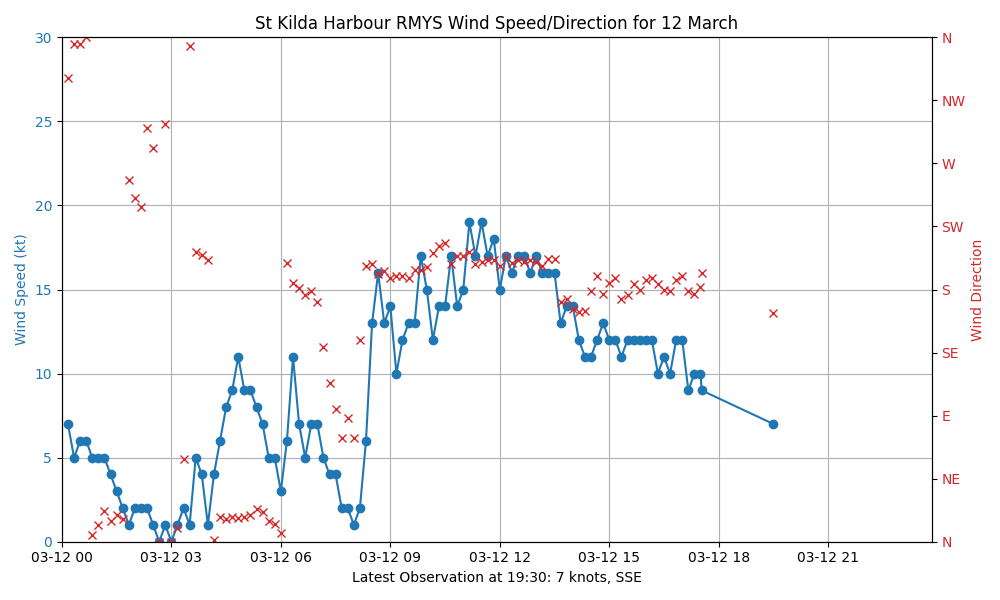 St Kilda Harbour RMYS Wind Speed/Direction for 12 March
Wind Speed (kt)
30
25
20
15
10
5
0
N
NW
W
SW
S
SE
E
NE
N
Wind Direction
03-12 00
03-12 03
03-12 06
03-12 09
03-12 12
03-12 15
03-12 18
03-12 21
Latest Observation at 19:30: 7 knots, SSE